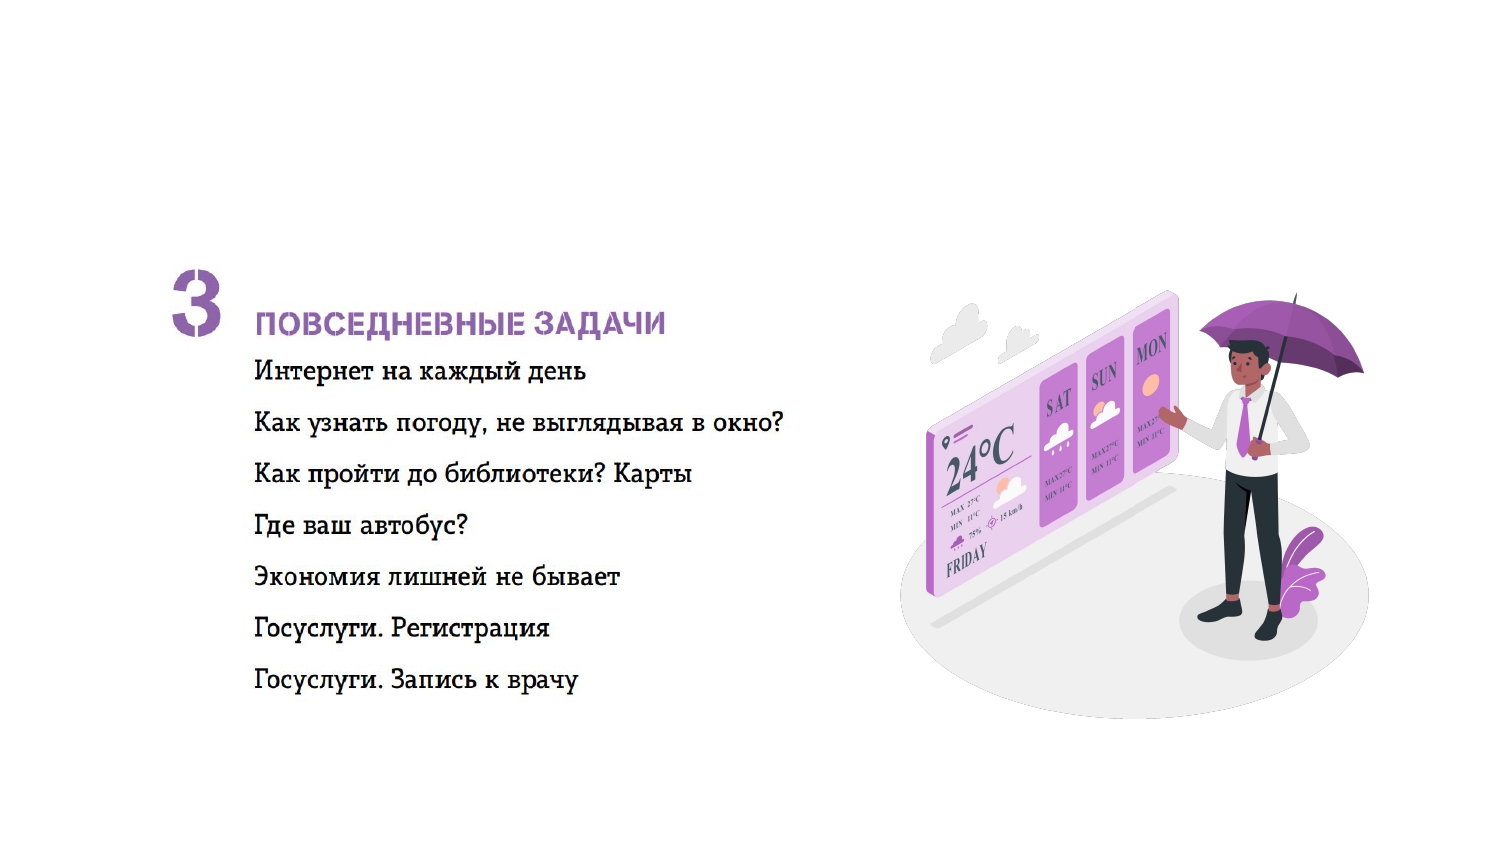 3
ПОВСЕДНЕВНЫЕ ЗАДАЧИ
Интернет на каждый день
Как узнать погоду, не выглядывая в окно?
Как пройти до библиотеки? Карты
Где ваш автобус?
Экономия лишней не бывает
Госуслуги. Регистрация
Госуслуги. Запись к врачу
24°C
MAX 27°C
MIN 11°C
75% 15 km/h
FRIDAY
SAT
MAX 27°C
MIN 11°C
SUN
MAX 27°C
MIN 11°C
MON
MAX 27°
MIN 11°C